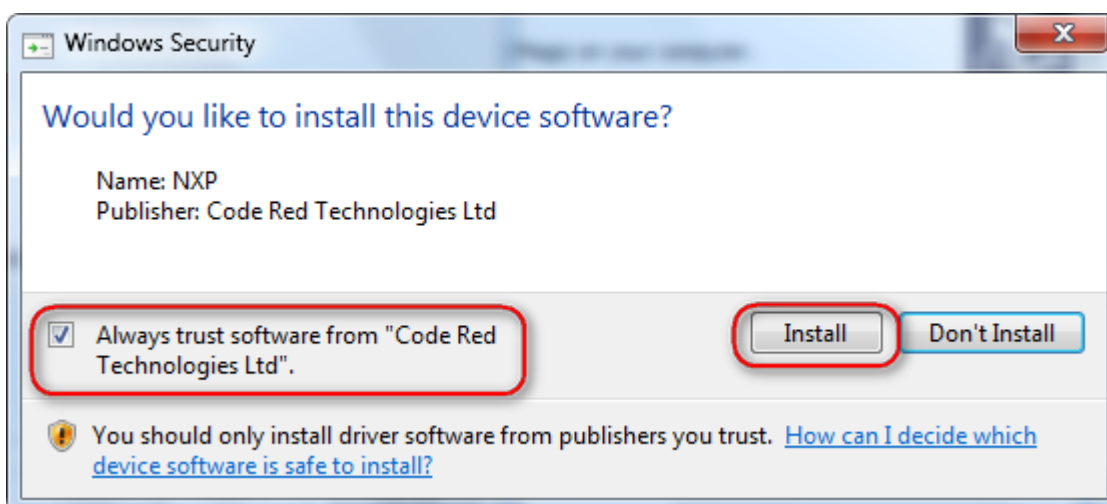 Windows Security
Would you like to install this device software?
Name: NXP
Publisher: Code Red Technologies Ltd
Always trust software from "Code Red
Technologies Ltd".
Install
Don't Install
You should only install driver software from publishers you trust. How can I decide which
device software is safe to install?